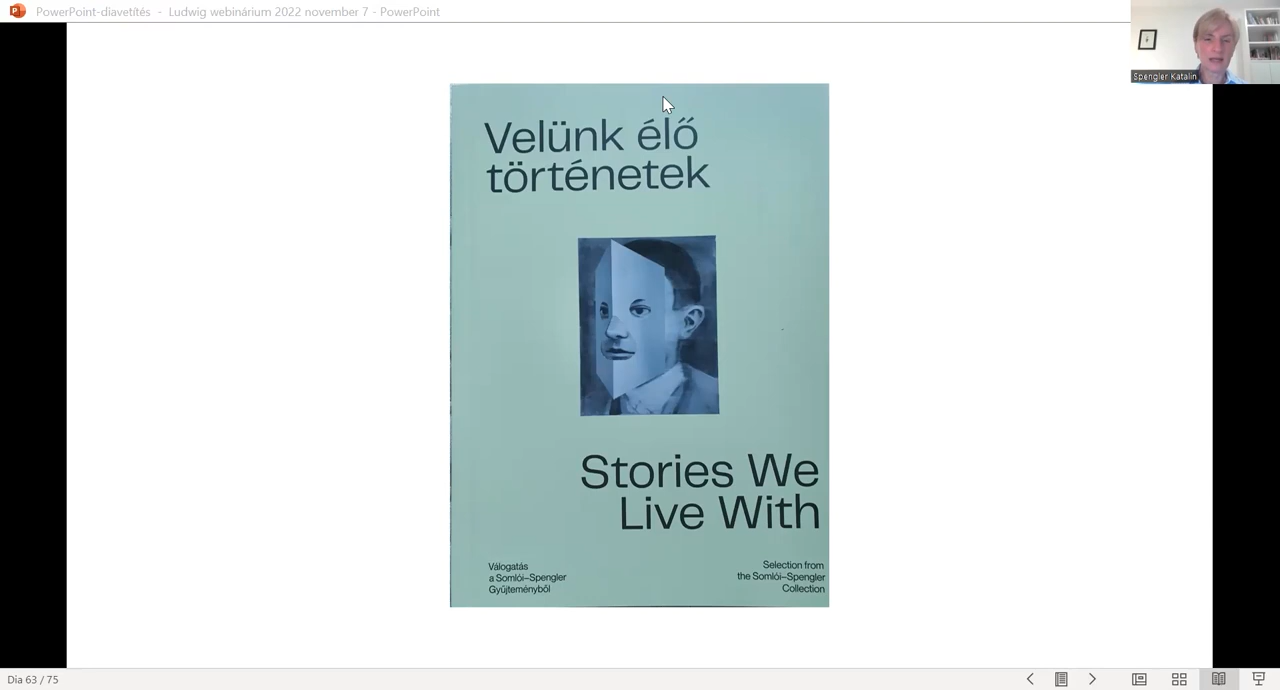 PowerPoint-diavetítés - Ludwig webinárium 2022 november 7 - PowerPoint
Spengler Katalin
Velünk élő
történetek
Stories We
Live With
Válogatás
a Somlói–Spengler
Gyűjteményből
Selection from
the Somlói–Spengler
Collection
Dia 63 / 75